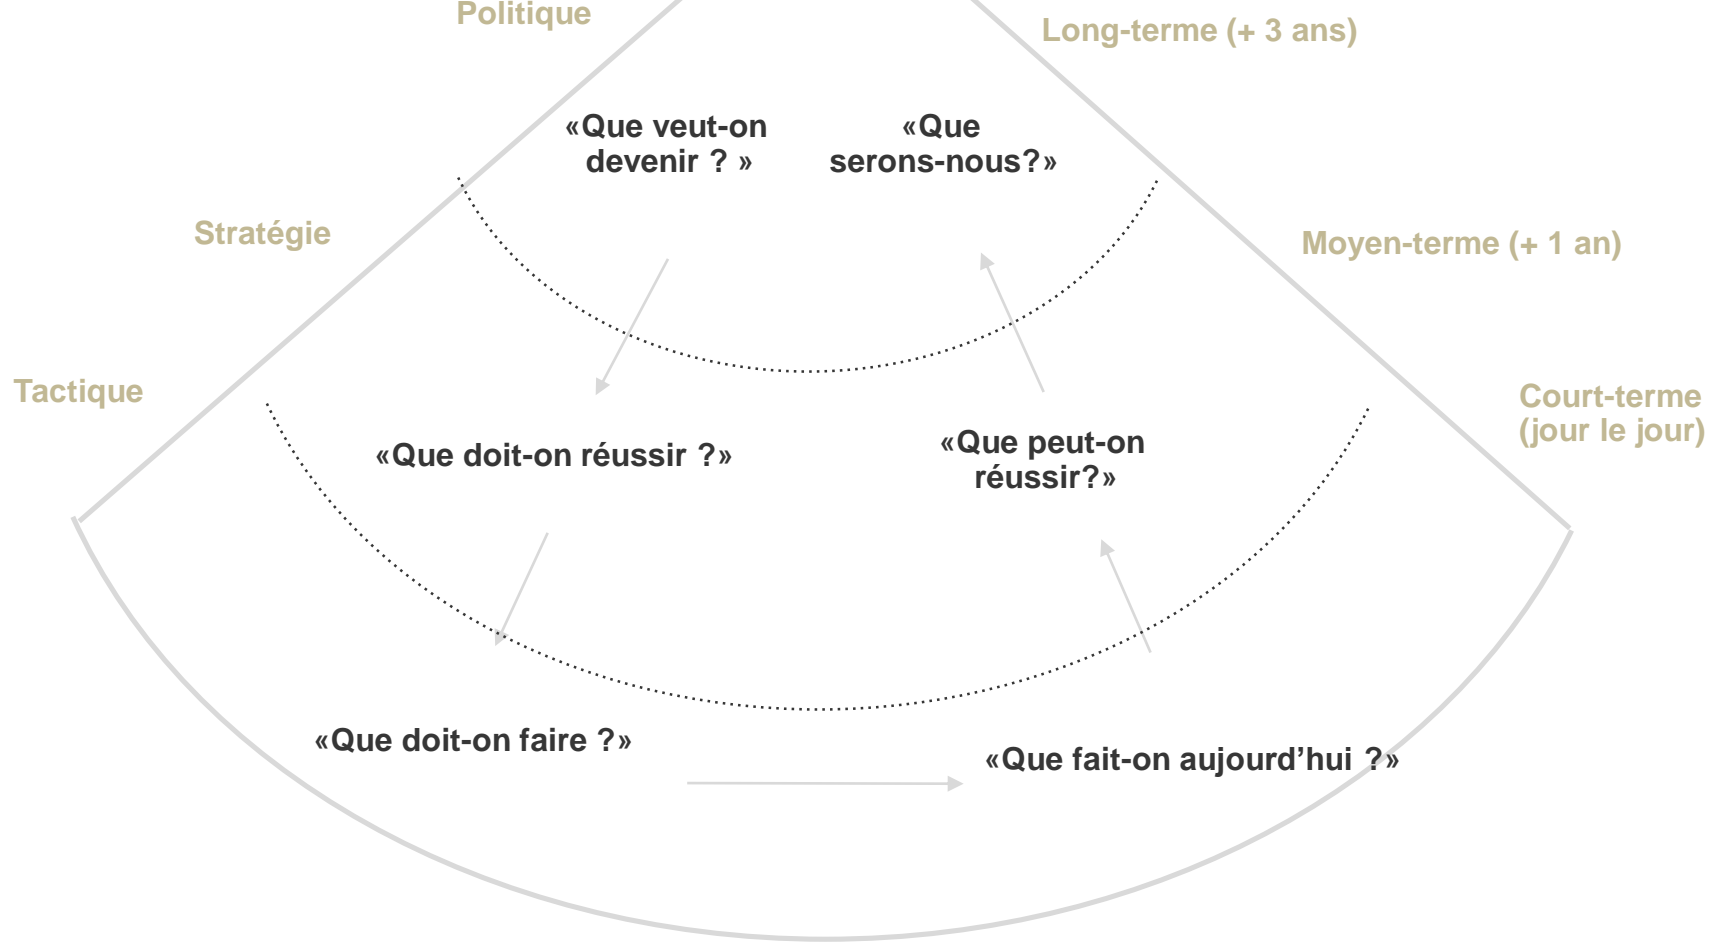 Politique
Long-terme (+ 3 ans)
«Que veut-on
devenir ? »
«Que
serons-nous?»
Stratégie
Moyen-terme (+ 1 an)
Tactique
Court-terme
(jour le jour)
«Que doit-on réussir ?»
«Que peut-on
réussir?»
«Que doit-on faire ?»
«Que fait-on aujourd’hui ?»